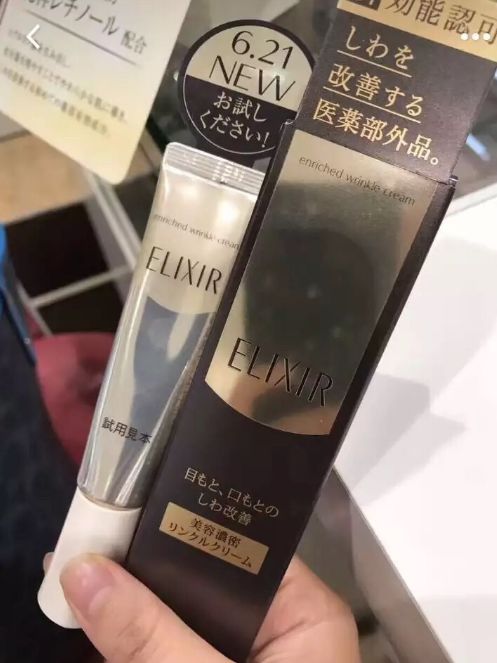 レチノール 配合
6.21
NEW
お試し
ください!
効能認可
しわを
改善する
医薬部外品。
enriched wrinkle cream
ELIXIR
試用見本
enriched wrinkle cream
ELIXIR
目もと、口もとの
しわ改善
美容濃密
リンクルクリーム